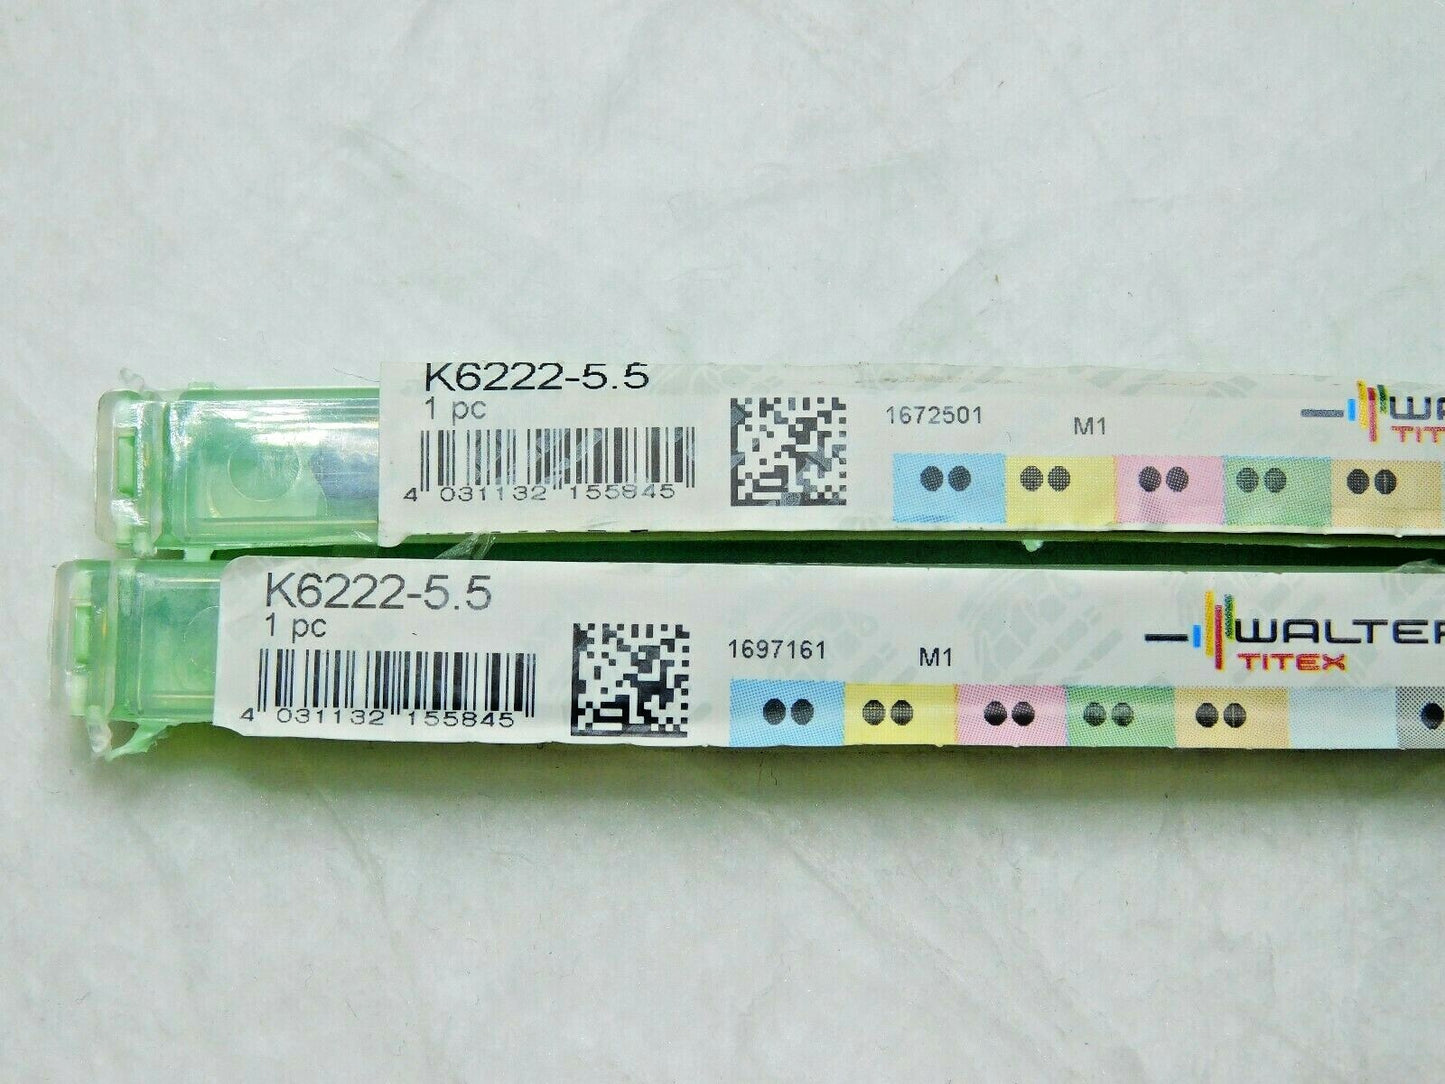 K6222-5.5
1 pc
4 031132 155845
1672501
M1
TITE
K6222-5.5
1 pc
4 031132 155845
1697161
M1
WALTER
TITEX